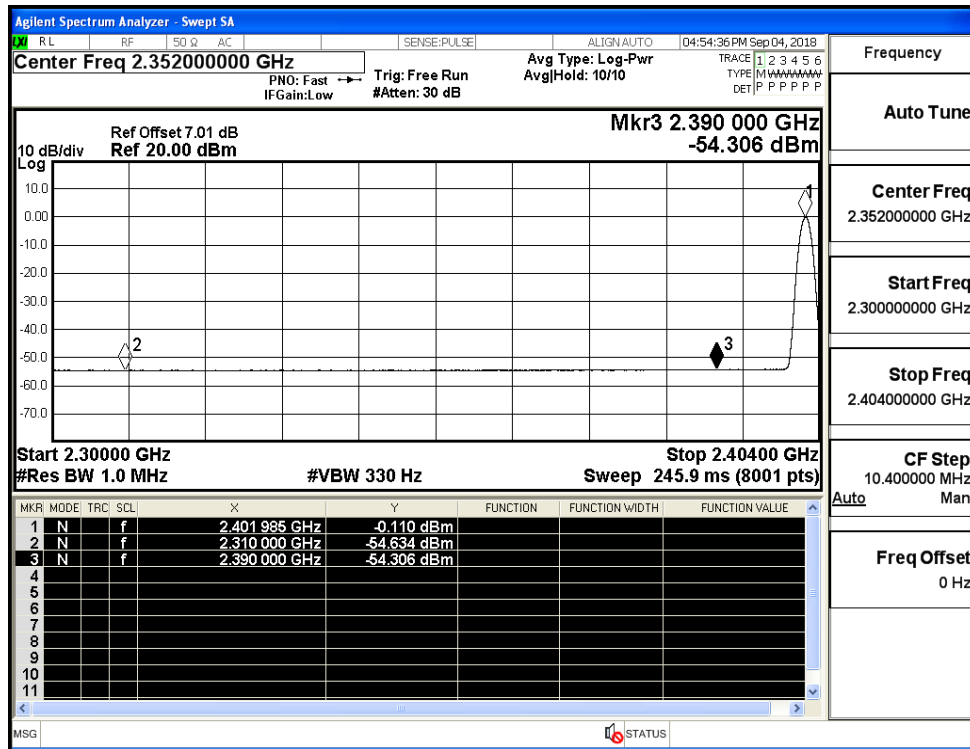 Agilent Spectrum Analyzer - Swept SA
LXI RL RF 50 Ω AC SENSE:PULSE ALIGN AUTO 04:54:36 PM Sep 04, 2018
Center Freq 2.352000000 GHz
PNO: Fast
IFGain:Low
Trig: Free Run
#Atten: 30 dB
Avg Type: Log-Pwr
Avg|Hold: 10/10
TRACE 1 2 3 4 5 6
TYPE M W W W W W
DET P P P P P P
Ref Offset 7.01 dB
Ref 20.00 dBm
10 dB/div
Log
Mkr3 2.390 000 GHz
-54.306 dBm
10.0
0.00
-10.0
-20.0
-30.0
-40.0
-50.0
-60.0
-70.0
1
2
3
Start 2.30000 GHz Stop 2.40400 GHz
#Res BW 1.0 MHz #VBW 330 Hz Sweep 245.9 ms (8001 pts)
MKR MODE TRC SCL X Y FUNCTION FUNCTION WIDTH FUNCTION VALUE
1 N f 2.401 985 GHz -0.110 dBm
2 N f 2.310 000 GHz -54.634 dBm
3 N f 2.390 000 GHz -54.306 dBm
4
5
6
7
8
9
10
11
MSG STATUS
Frequency
Auto Tune
Center Freq
2.352000000 GHz
Start Freq
2.300000000 GHz
Stop Freq
2.404000000 GHz
CF Step
10.400000 MHz
Auto Man
Freq Offset
0 Hz